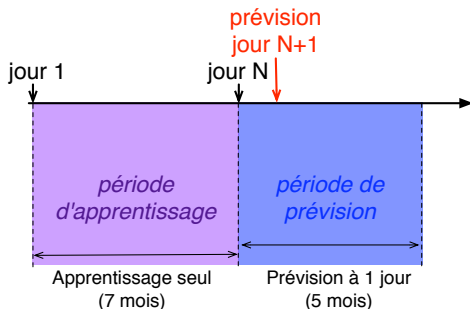 prévision
jour N+1
jour 1
jour N
période
d'apprentissage
période de
prévision
Apprentissage seul
(7 mois)
Prévision à 1 jour
(5 mois)